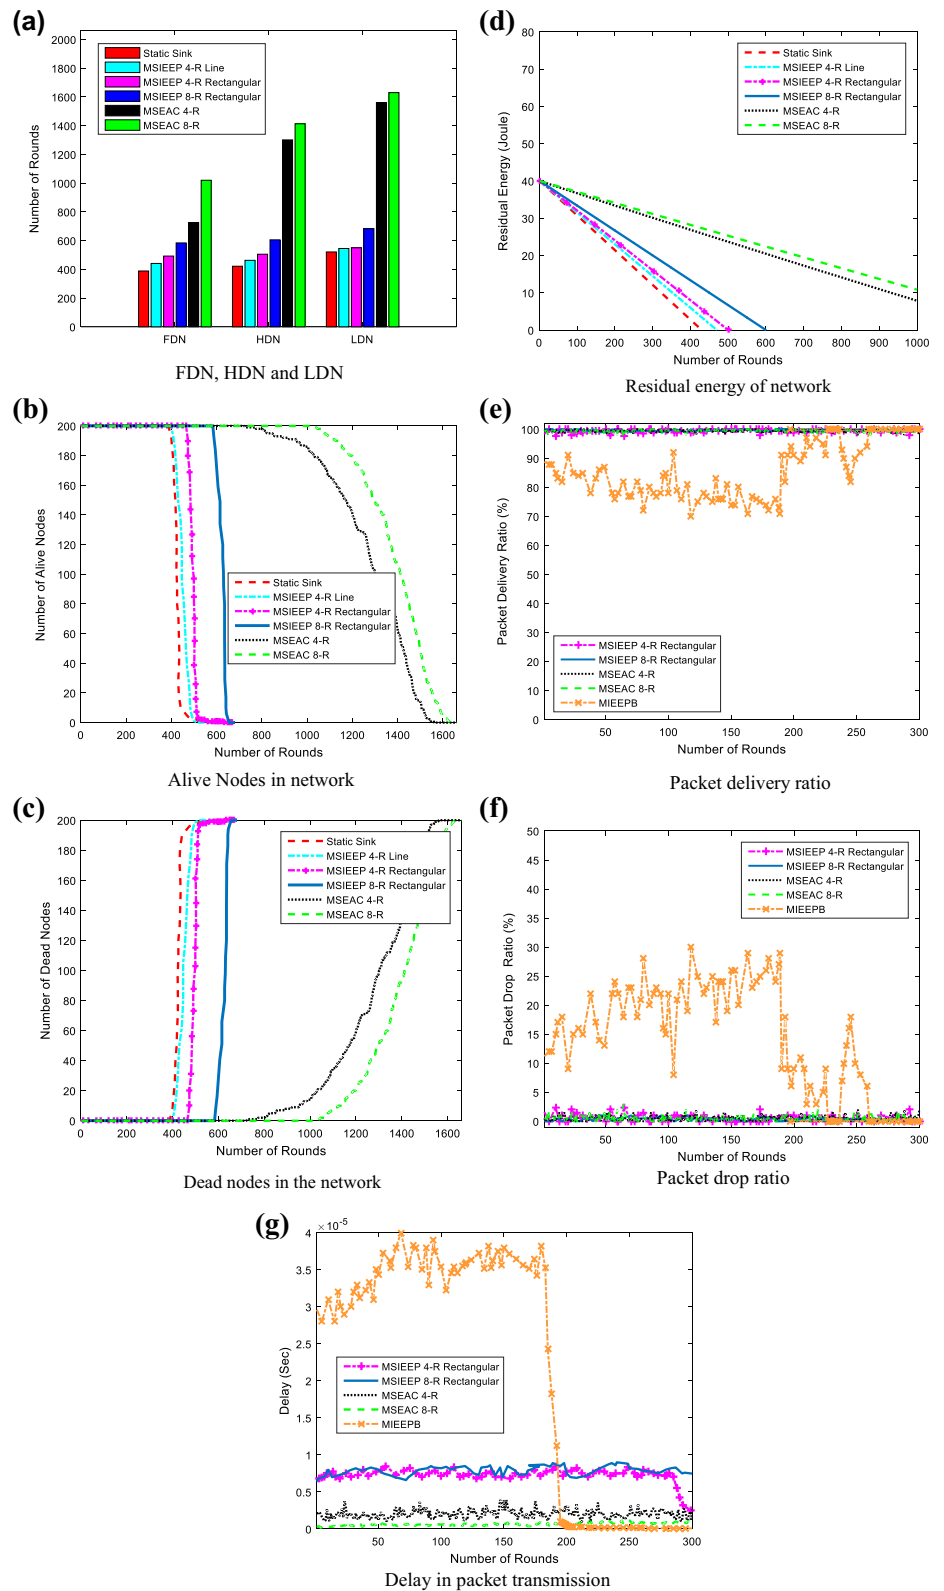 (a)
2000
1800
1600
1400
1200
1000
800
600
400
200
0
Number of Rounds
Static Sink
MSIEEP 4-R Line
MSIEEP 4-R Rectangular
MSIEEP 8-R Rectangular
MSEAC 4-R
MSEAC 8-R
FDN HDN LDN
FDN, HDN and LDN
(d)
80
70
60
50
40
30
20
10
0
Residual Energy (Joule)
Static Sink
MSIEEP 4-R Line
MSIEEP 4-R Rectangular
MSIEEP 8-R Rectangular
MSEAC 4-R
MSEAC 8-R
0 100 200 300 400 500 600 700 800 900 1000
Number of Rounds
Residual energy of network
(b)
200
180
160
140
120
100
80
60
40
20
0
Number of Alive Nodes
Static Sink
MSIEEP 4-R Line
MSIEEP 4-R Rectangular
MSIEEP 8-R Rectangular
MSEAC 4-R
MSEAC 8-R
0 200 400 600 800 1000 1200 1400 1600
Number of Rounds
Alive Nodes in network
(e)
100
90
80
70
60
50
40
30
20
10
0
Packet Delivery Ratio (%)
MSIEEP 4-R Rectangular
MSIEEP 8-R Rectangular
MSEAC 4-R
MSEAC 8-R
MIEEPB
50 100 150 200 250 300
Number of Rounds
Packet delivery ratio
(c)
200
180
160
140
120
100
80
60
40
20
0
Number of Dead Nodes
Static Sink
MSIEEP 4-R Line
MSIEEP 4-R Rectangular
MSIEEP 8-R Rectangular
MSEAC 4-R
MSEAC 8-R
0 200 400 600 800 1000 1200 1400 1600
Number of Rounds
Dead nodes in the network
(f)
50
45
40
35
30
25
20
15
10
5
0
Packet Drop Ratio (%)
MSIEEP 4-R Rectangular
MSIEEP 8-R Rectangular
MSEAC 4-R
MSEAC 8-R
MIEEPB
50 100 150 200 250 300
Number of Rounds
Packet drop ratio
(g)
× 10⁻⁵
4
3.5
3
2.5
2
1.5
1
0.5
0
Delay (Sec)
MSIEEP 4-R Rectangular
MSIEEP 8-R Rectangular
MSEAC 4-R
MSEAC 8-R
MIEEPB
50 100 150 200 250 300
Number of Rounds
Delay in packet transmission